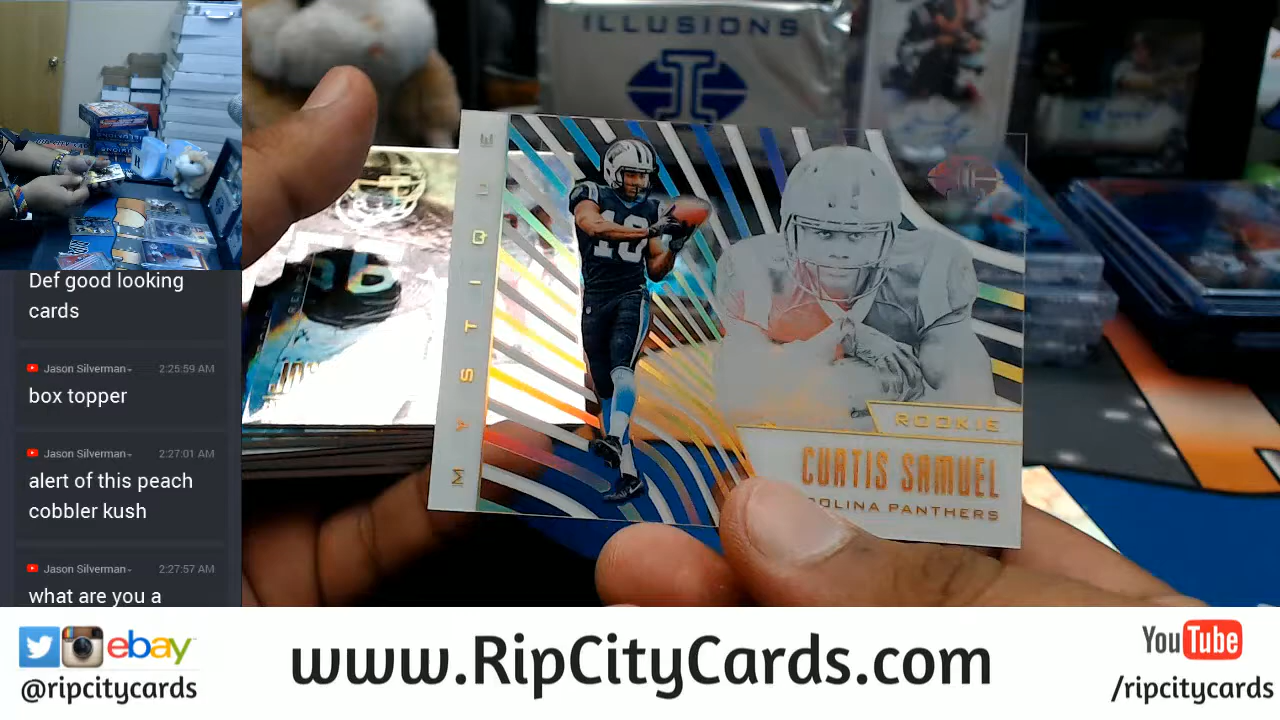 ILLUSIONS
MYSTIQUE
10
ROOKIE
CURTIS SAMUEL
OLINA PANTHERS
Def good looking
cards
Jason Silverman 2:25:59 AM
box topper
Jason Silverman 2:27:01 AM
alert of this peach
cobbler kush
Jason Silverman 2:27:57 AM
what are you a
ebay
@ripcitycards
www.RipCityCards.com
YouTube
/ripcitycards